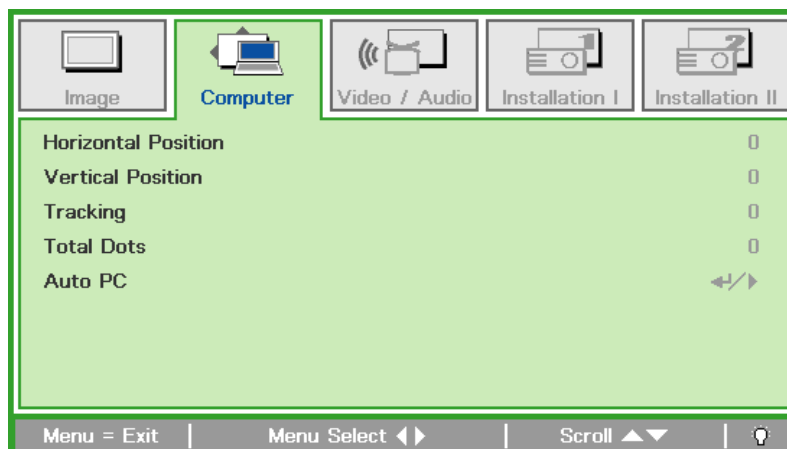 Image Computer Video / Audio Installation I Installation II
Horizontal Position 0
Vertical Position 0
Tracking 0
Total Dots 0
Auto PC
Menu = Exit Menu Select Scroll